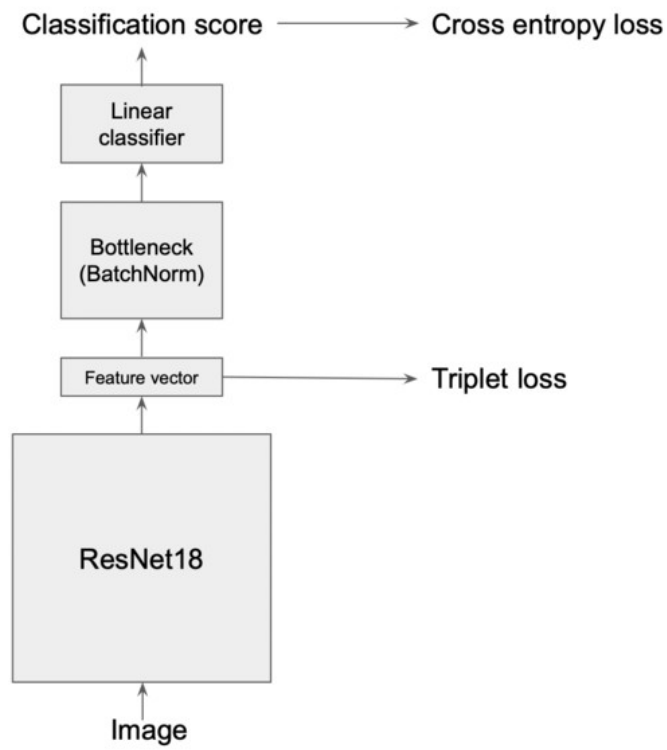 Classification score
Cross entropy loss
Linear
classifier
Bottleneck
(BatchNorm)
Feature vector
Triplet loss
ResNet18
Image